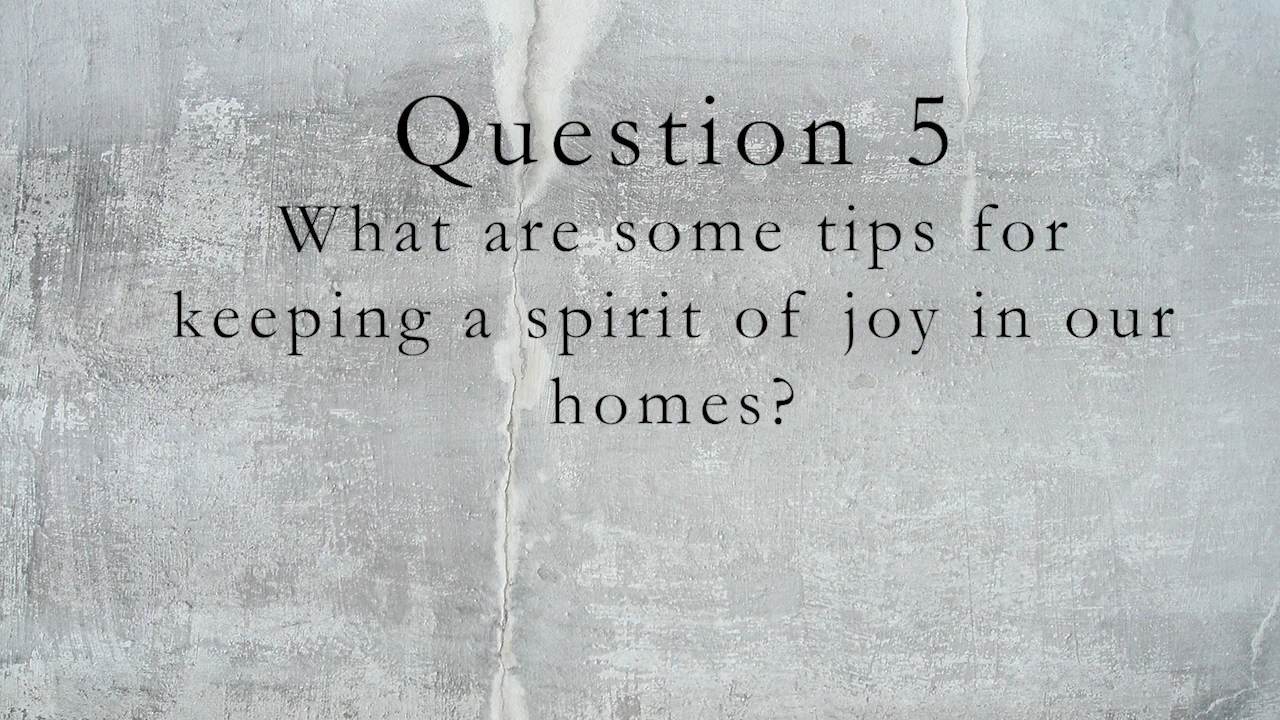 Question 5
What are some tips for
keeping a spirit of joy in our
homes?